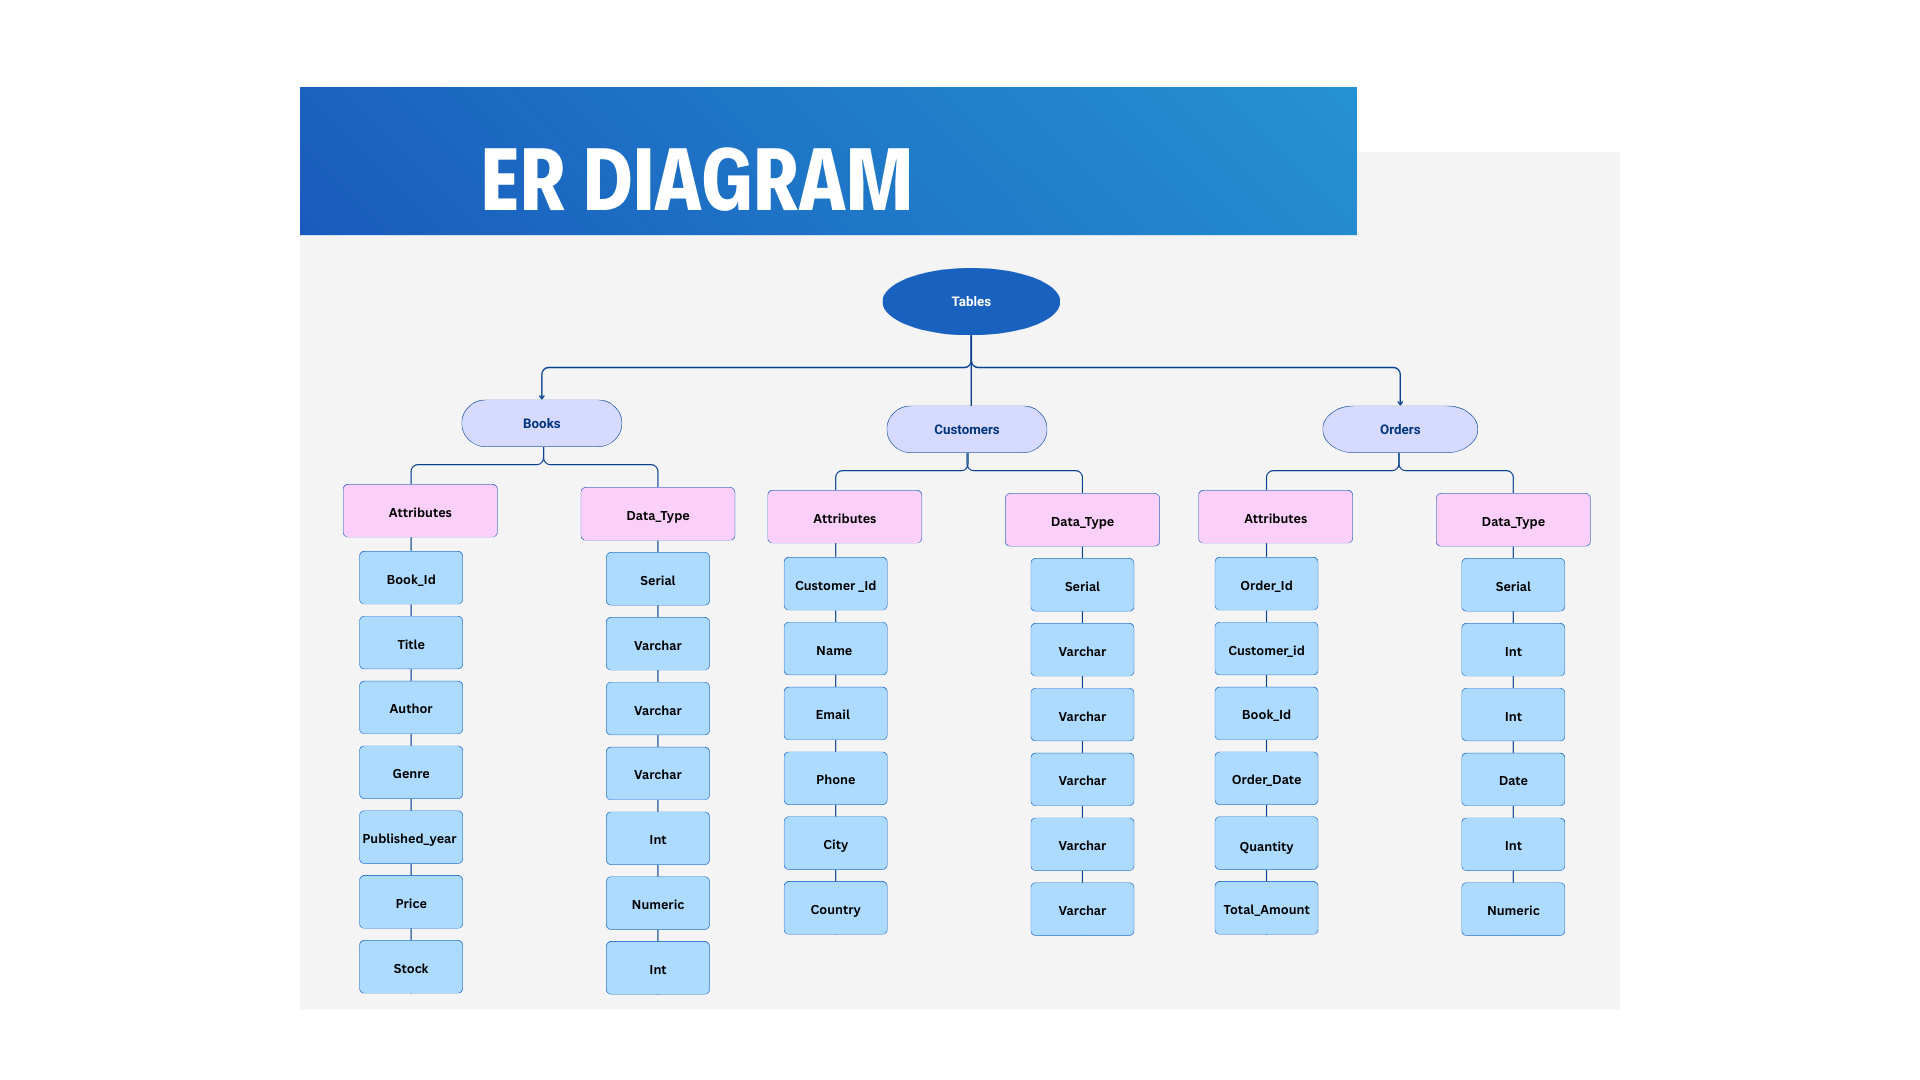 ER DIAGRAM
Tables
Books
Customers
Orders
Attributes
Data_Type
Attributes
Data_Type
Attributes
Data_Type
Book_Id
Serial
Customer _Id
Serial
Order_Id
Serial
Title
Varchar
Name
Varchar
Customer_id
Int
Author
Varchar
Email
Varchar
Book_Id
Int
Genre
Varchar
Phone
Varchar
Order_Date
Date
Published_year
Int
City
Varchar
Quantity
Int
Price
Numeric
Country
Varchar
Total_Amount
Numeric
Stock
Int